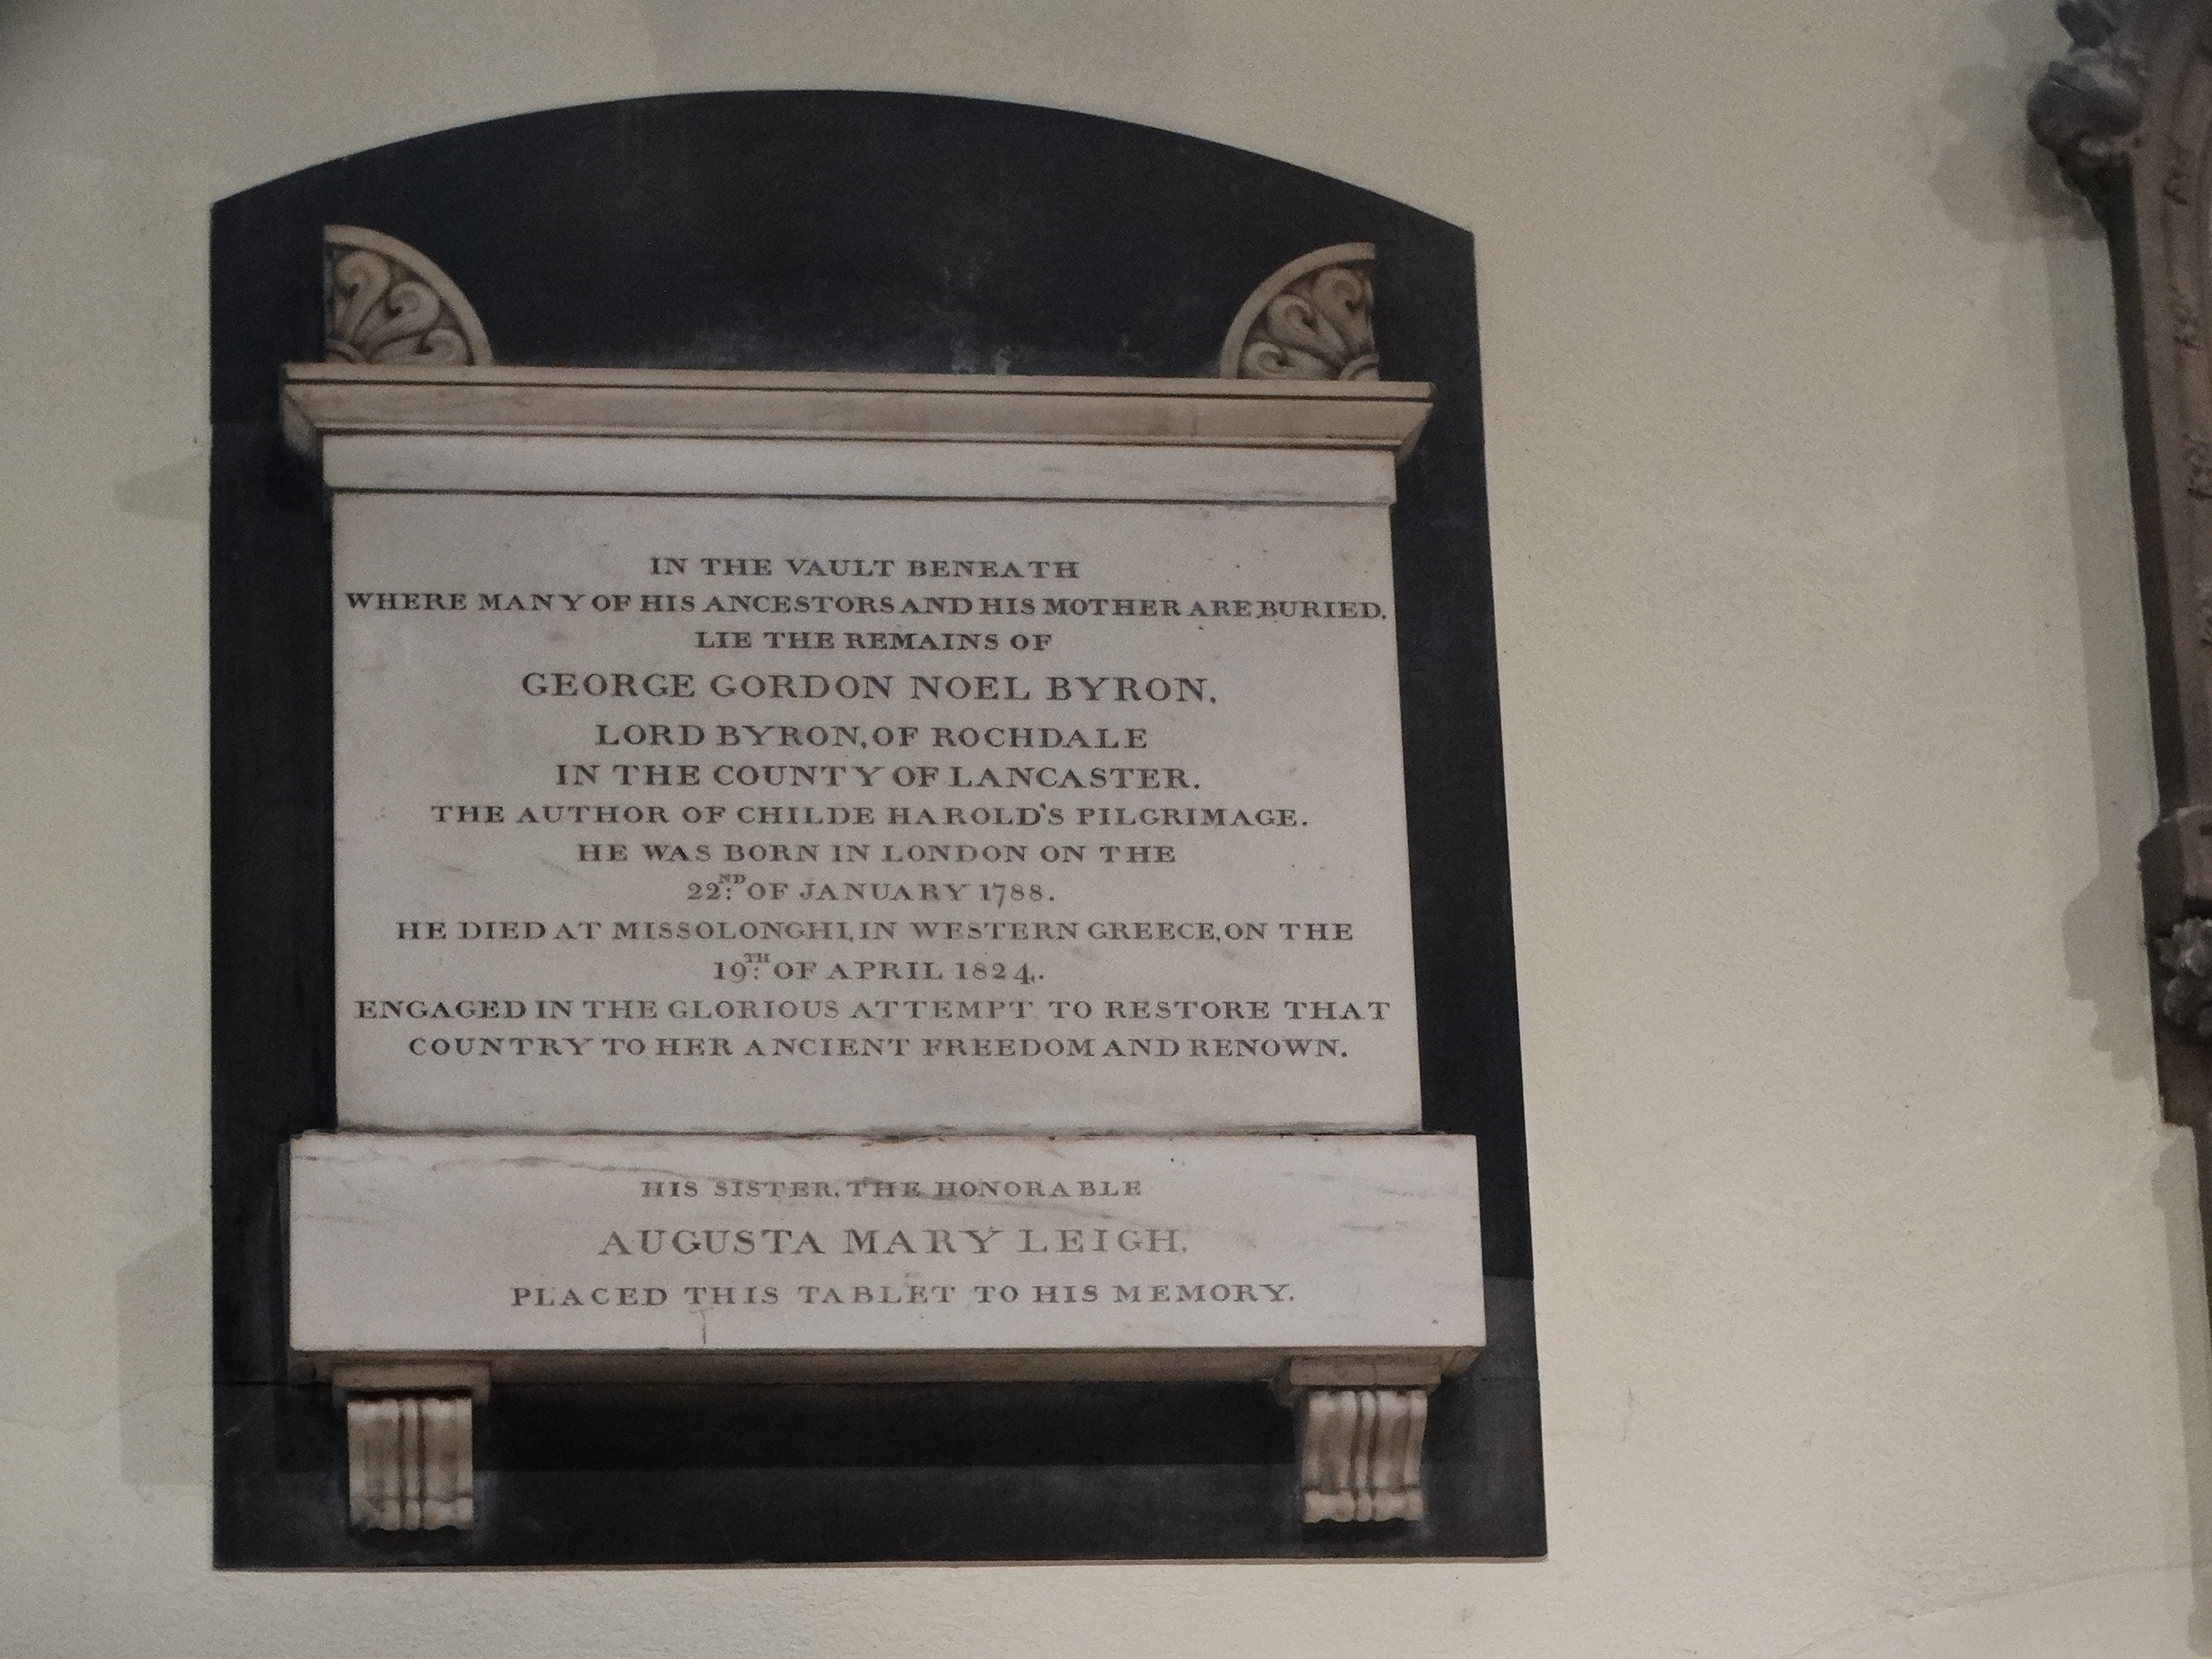 IN THE VAULT BENEATH
WHERE MANY OF HIS ANCESTORS AND HIS MOTHER ARE BURIED,
LIE THE REMAINS OF
GEORGE GORDON NOEL BYRON,
LORD BYRON, OF ROCHDALE
IN THE COUNTY OF LANCASTER.
THE AUTHOR OF CHILDE HAROLD'S PILGRIMAGE.
HE WAS BORN IN LONDON ON THE
22ND OF JANUARY 1788.
HE DIED AT MISSOLONGHI, IN WESTERN GREECE, ON THE
19TH OF APRIL 1824.
ENGAGED IN THE GLORIOUS ATTEMPT TO RESTORE THAT
COUNTRY TO HER ANCIENT FREEDOM AND RENOWN.
HIS SISTER, THE HONORABLE
AUGUSTA MARY LEIGH,
PLACED THIS TABLET TO HIS MEMORY.